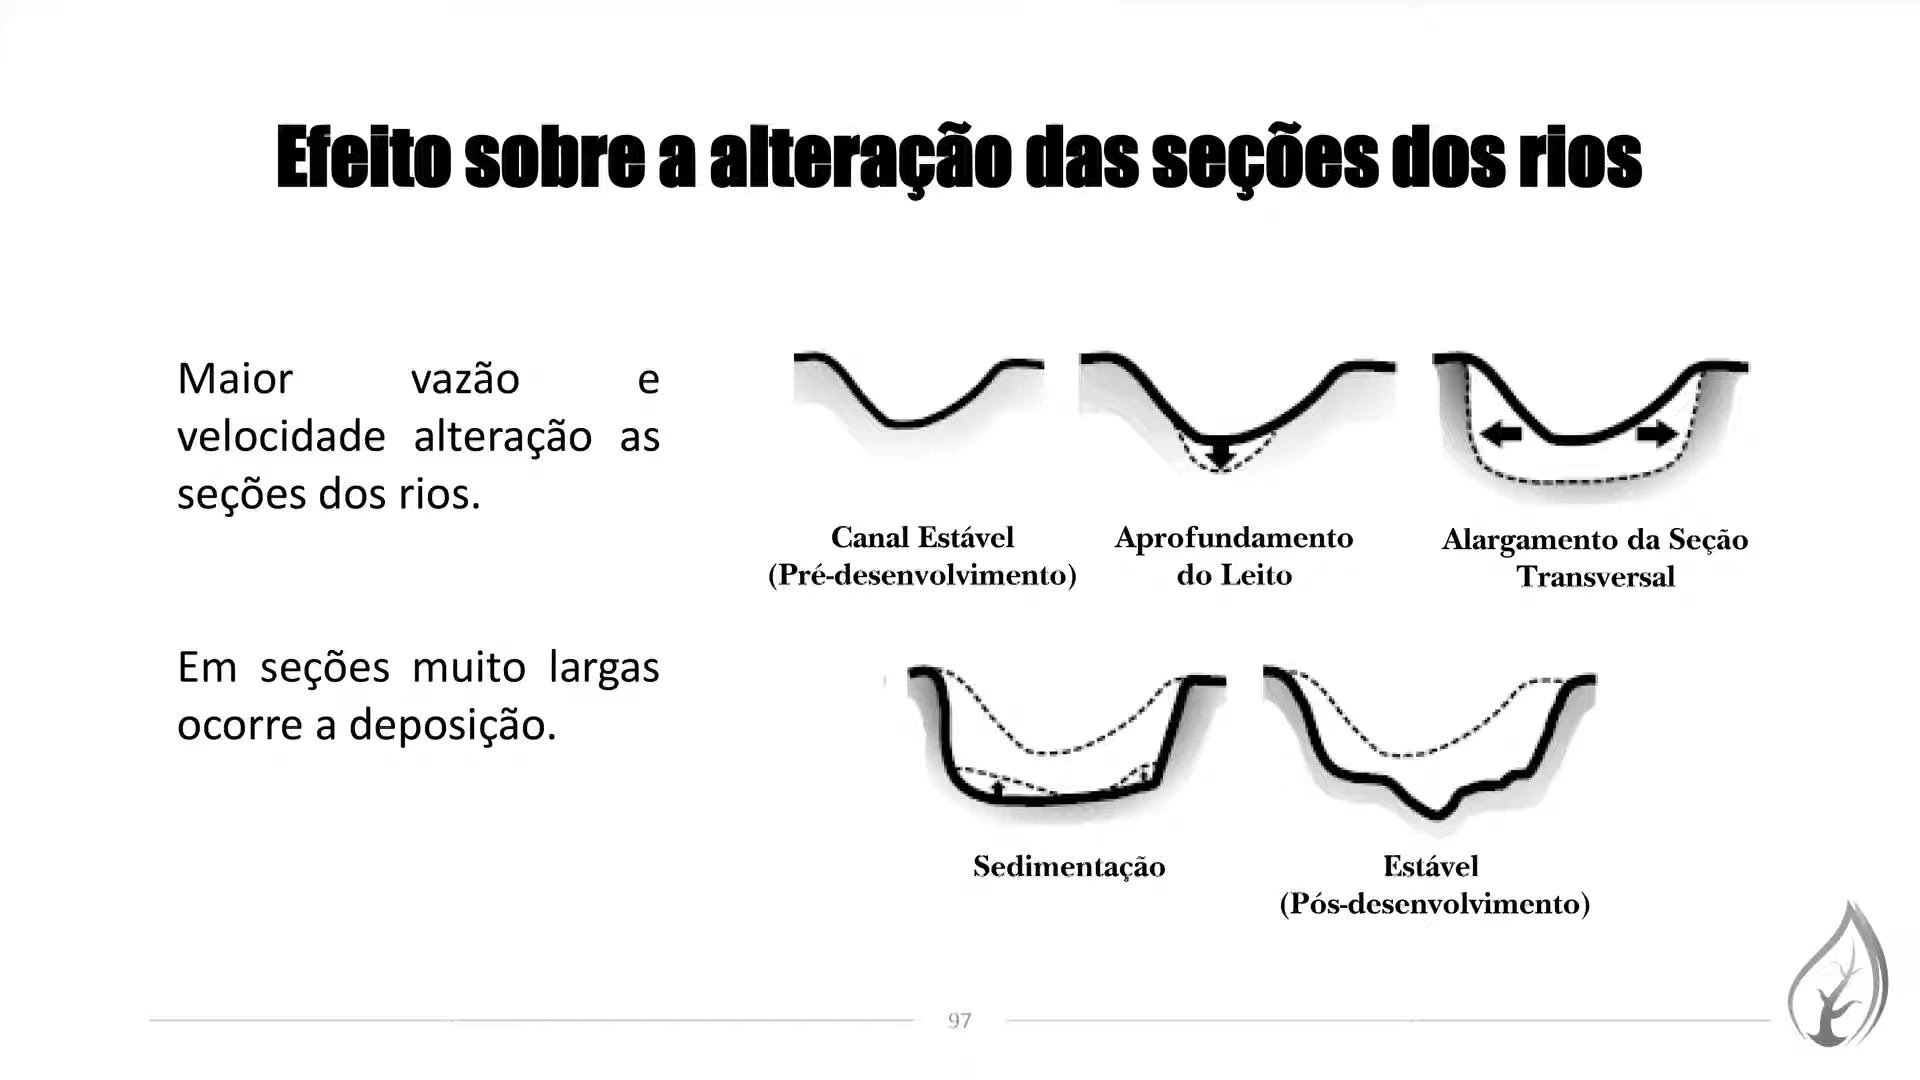 Efeito sobre a alteração das seções dos rios
Maior vazão e
velocidade alteração as
seções dos rios.
Em seções muito largas
ocorre a deposição.
Canal Estável
(Pré-desenvolvimento)
Aprofundamento
do Leito
Alargamento da Seção
Transversal
Sedimentação
Estável
(Pós-desenvolvimento)
97